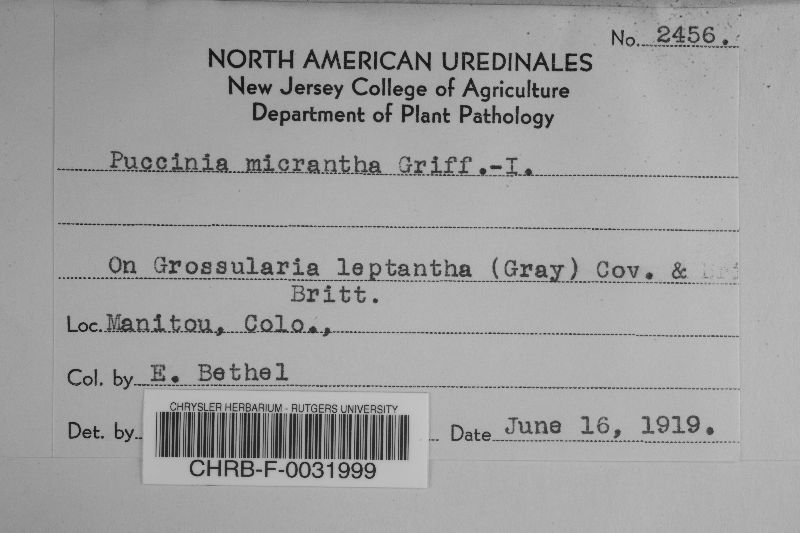 No. 2456.
NORTH AMERICAN UREDINALES
New Jersey College of Agriculture
Department of Plant Pathology
Puccinia micrantha Griff.-I.
On Grossularia leptantha (Gray) Cov. & Bri
Britt.
Loc. Manitou, Colo.,
Col. by E. Bethel
Det. by
Date June 16, 1919.
CHRYSLER HERBARIUM - RUTGERS UNIVERSITY
CHRB-F-0031999